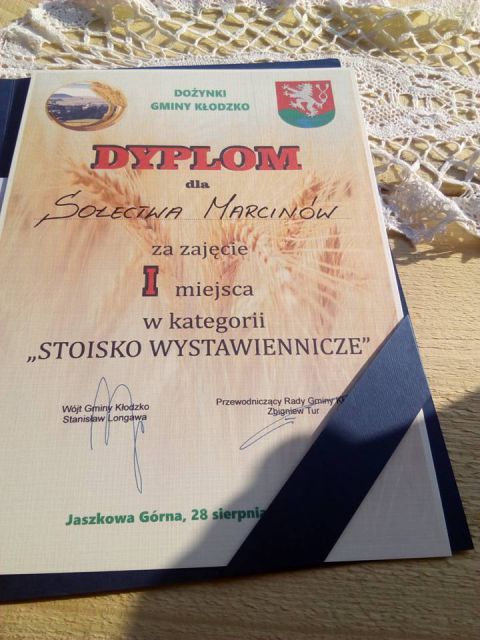 DOŻYNKI
GMINY KŁODZKO
DYPLOM
dla
SOŁECTWA MARCINÓW
za zajęcie
I miejsca
w kategorii
„STOISKO WYSTAWIENNICZE”
Wójt Gminy Kłodzko
Stanisław Longawa
Przewodniczący Rady Gminy
Zbigniew Tur
Jaszkowa Górna, 28 sierpnia